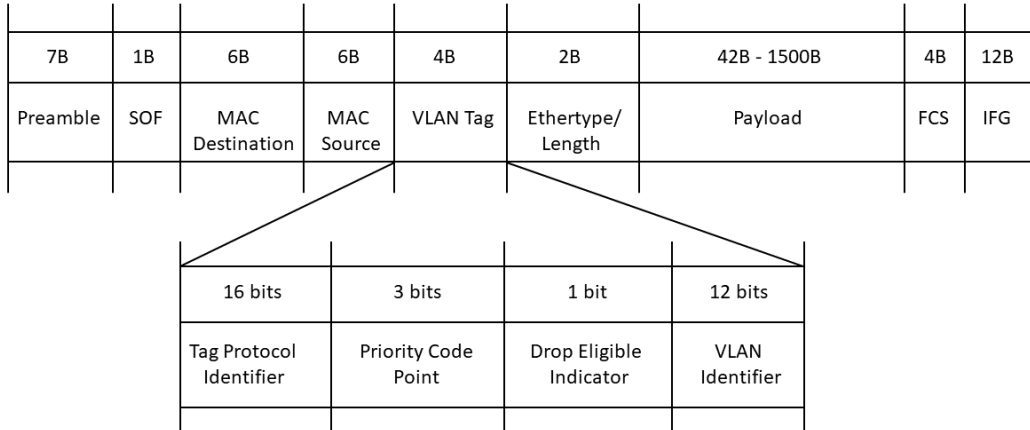 7B 1B 6B 6B 4B 2B 42B - 1500B 4B 12B
Preamble SOF MAC MAC VLAN Tag Ethertype/ Payload FCS IFG
Destination Source Length
16 bits 3 bits 1 bit 12 bits
Tag Protocol Priority Code Drop Eligible VLAN
Identifier Point Indicator Identifier